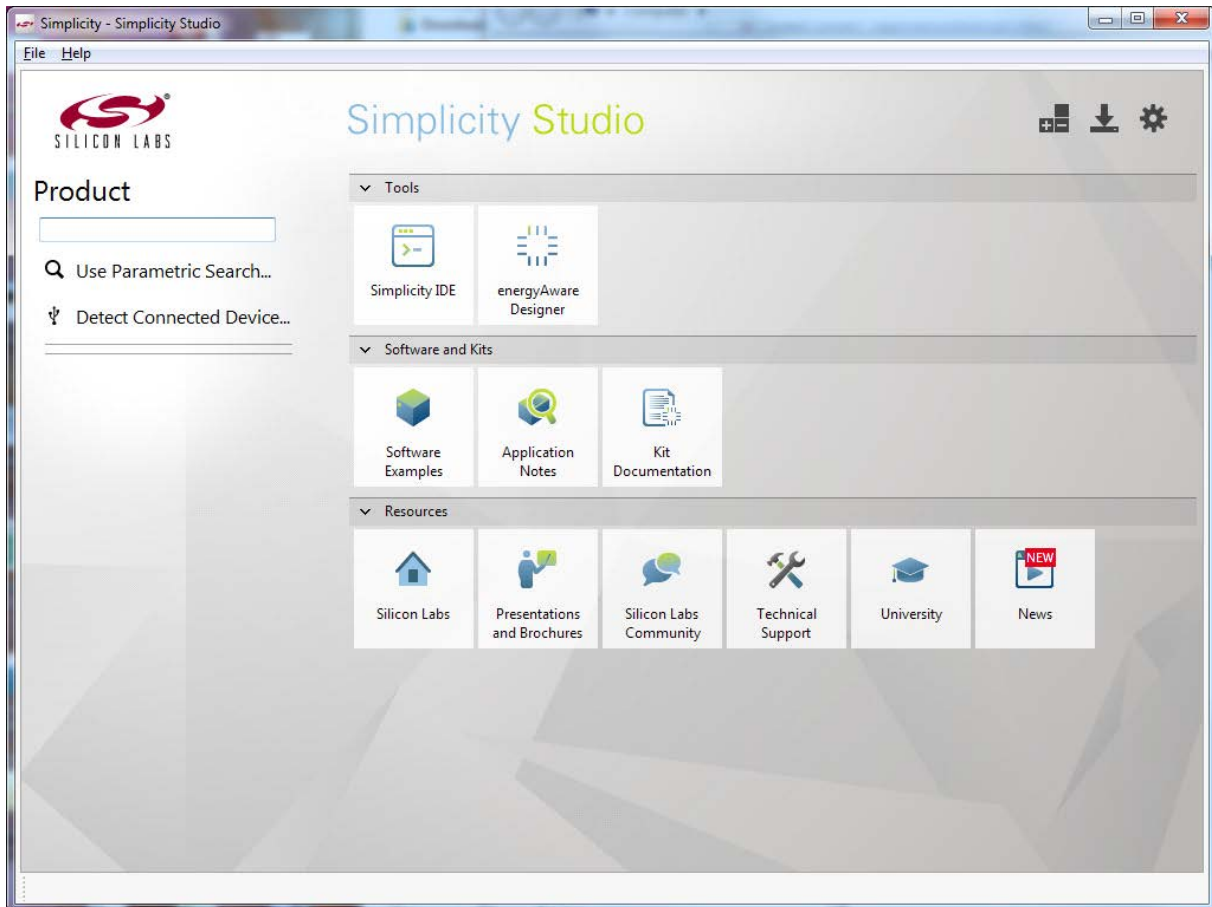 Simplicity - Simplicity Studio
File Help
SILICON LABS
Simplicity Studio
Product
Use Parametric Search...
Detect Connected Device...
Tools
Simplicity IDE
energyAware
Designer
Software and Kits
Software
Examples
Application
Notes
Kit
Documentation
Resources
Silicon Labs
Presentations
and Brochures
Silicon Labs
Community
Technical
Support
University
NEW
News